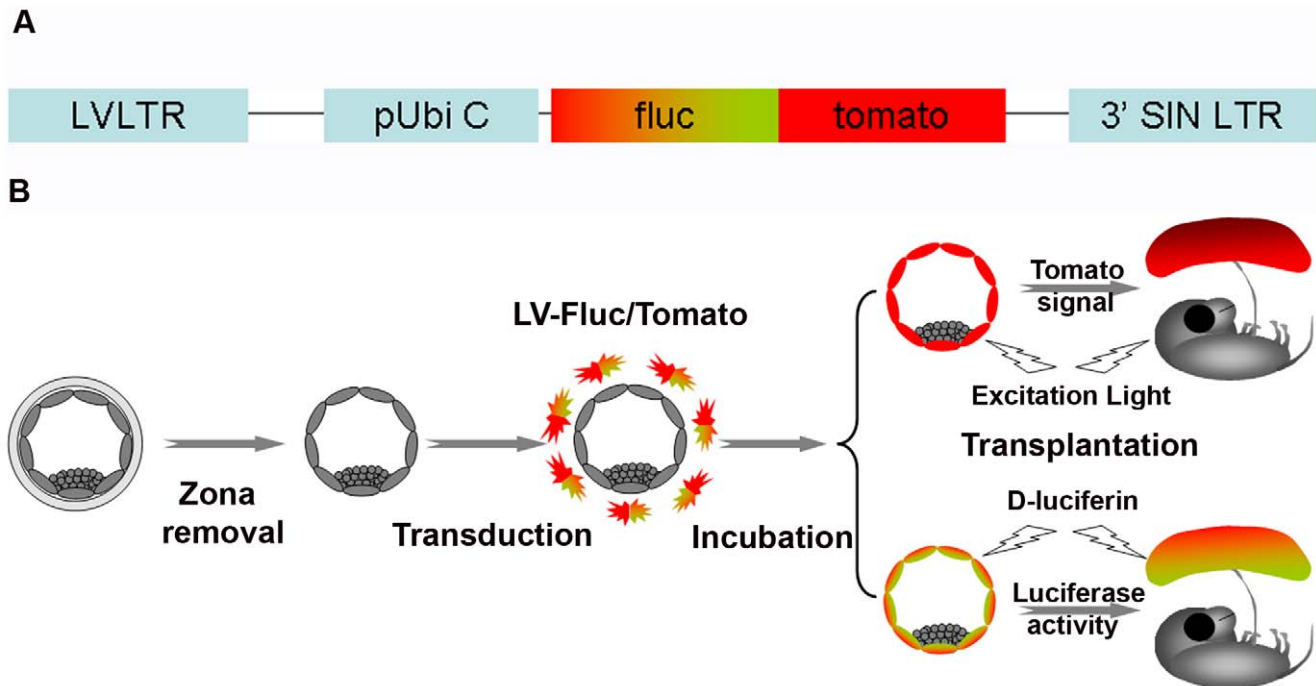 A
LVLTR pUbi C fluc tomato 3' SIN LTR
B
LV-Fluc/Tomato
Zona
removal
Transduction
Incubation
Tomato
signal
Excitation Light
Transplantation
D-luciferin
Luciferase
activity